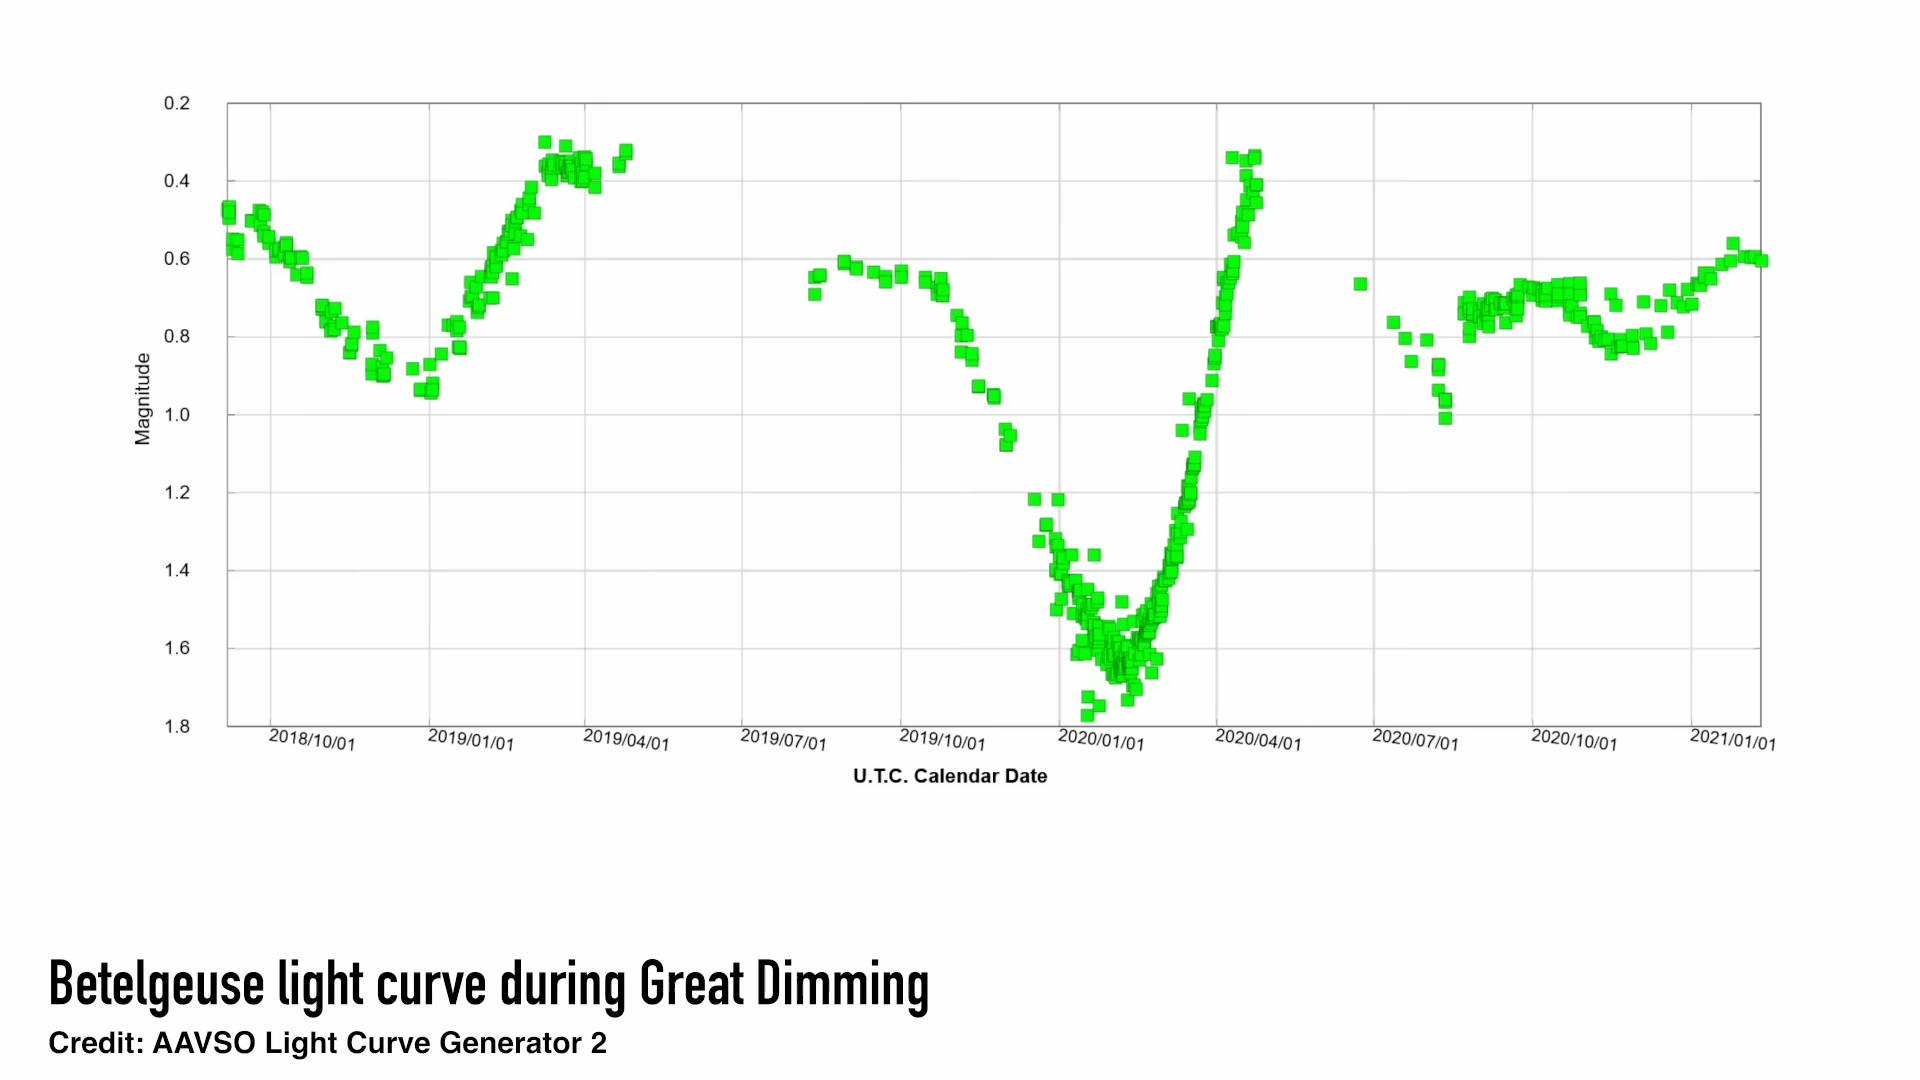 0.2
0.4
0.6
0.8
1.0
1.2
1.4
1.6
1.8
Magnitude
2018/10/01 2019/01/01 2019/04/01 2019/07/01 2019/10/01 2020/01/01 2020/04/01 2020/07/01 2020/10/01 2021/01/01
U.T.C. Calendar Date
Betelgeuse light curve during Great Dimming
Credit: AAVSO Light Curve Generator 2